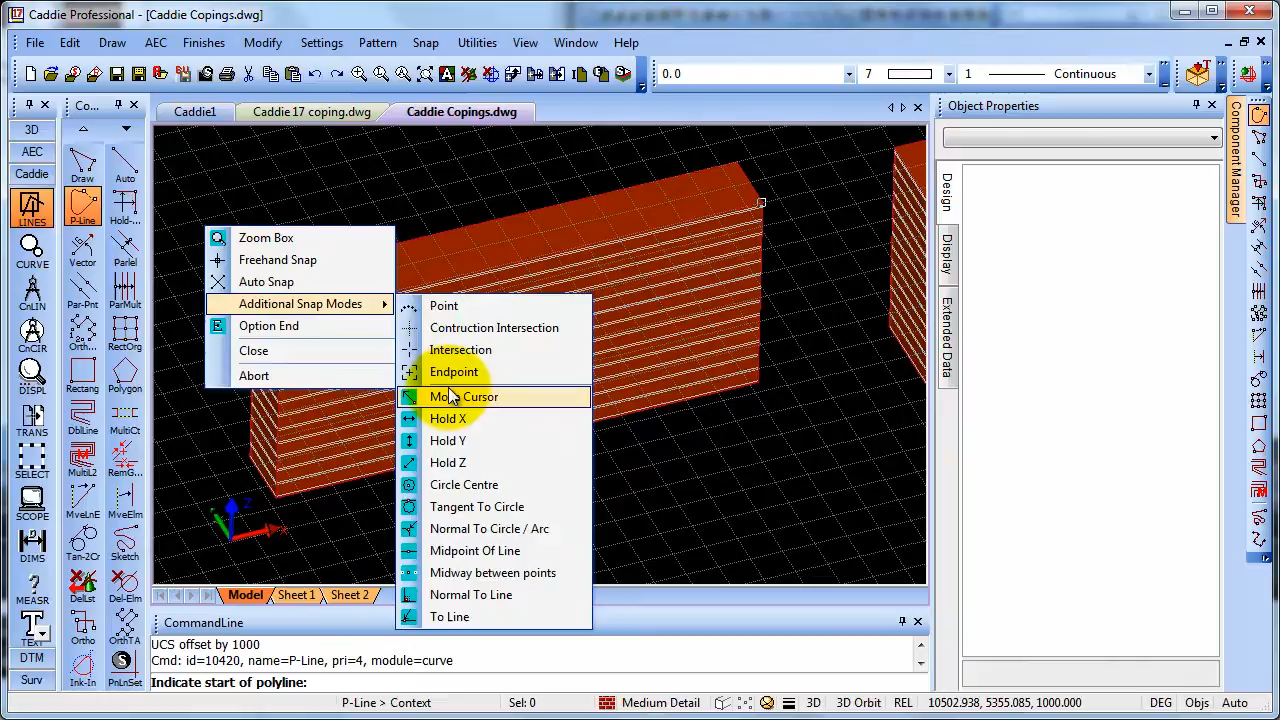 Caddie Professional - [Caddie Copings.dwg]
File Edit Draw AEC Finishes Modify Settings Pattern Snap Utilities View Window Help
0. 0
7
1
Continuous
Co...
Caddie1
Caddie 17 coping.dwg
Caddie Copings.dwg
Object Properties
3D
AEC
Caddie
LINES
CURVE
CnLIN
CnCIR
DISPL
TRANS
SELECT
SCOPE
DIMS
MEASR
TEXT
DTM
Surv
Draw Auto
P-Line Hold-...
Vector Parlel
Par-Pnt ParMult
Orth... RectOrg
Rectang Polygon
DblLine MultiCt
MultiL2 RemG...
MveLnE MveElm
Tan-2Cr Sketch
DelLst Del-Elm
Ortho OrthTA
Ink-In PnLnSet
Zoom Box
Freehand Snap
Auto Snap
Additional Snap Modes
Option End
Close
Abort
Point
Contruction Intersection
Intersection
Endpoint
Move Cursor
Hold X
Hold Y
Hold Z
Circle Centre
Tangent To Circle
Normal To Circle / Arc
Midpoint Of Line
Midway between points
Normal To Line
To Line
Z
X
Design
Display
Extended Data
Component Manager
Model Sheet 1 Sheet 2
CommandLine
UCS offset by 1000
Cmd: id=10420, name=P-Line, pri=4, module=curve
Indicate start of polyline:
P-Line > Context
Sel: 0
Medium Detail
3D
3D Orbit
REL
10502.938, 5355.085, 1000.000
DEG
Objs
Auto